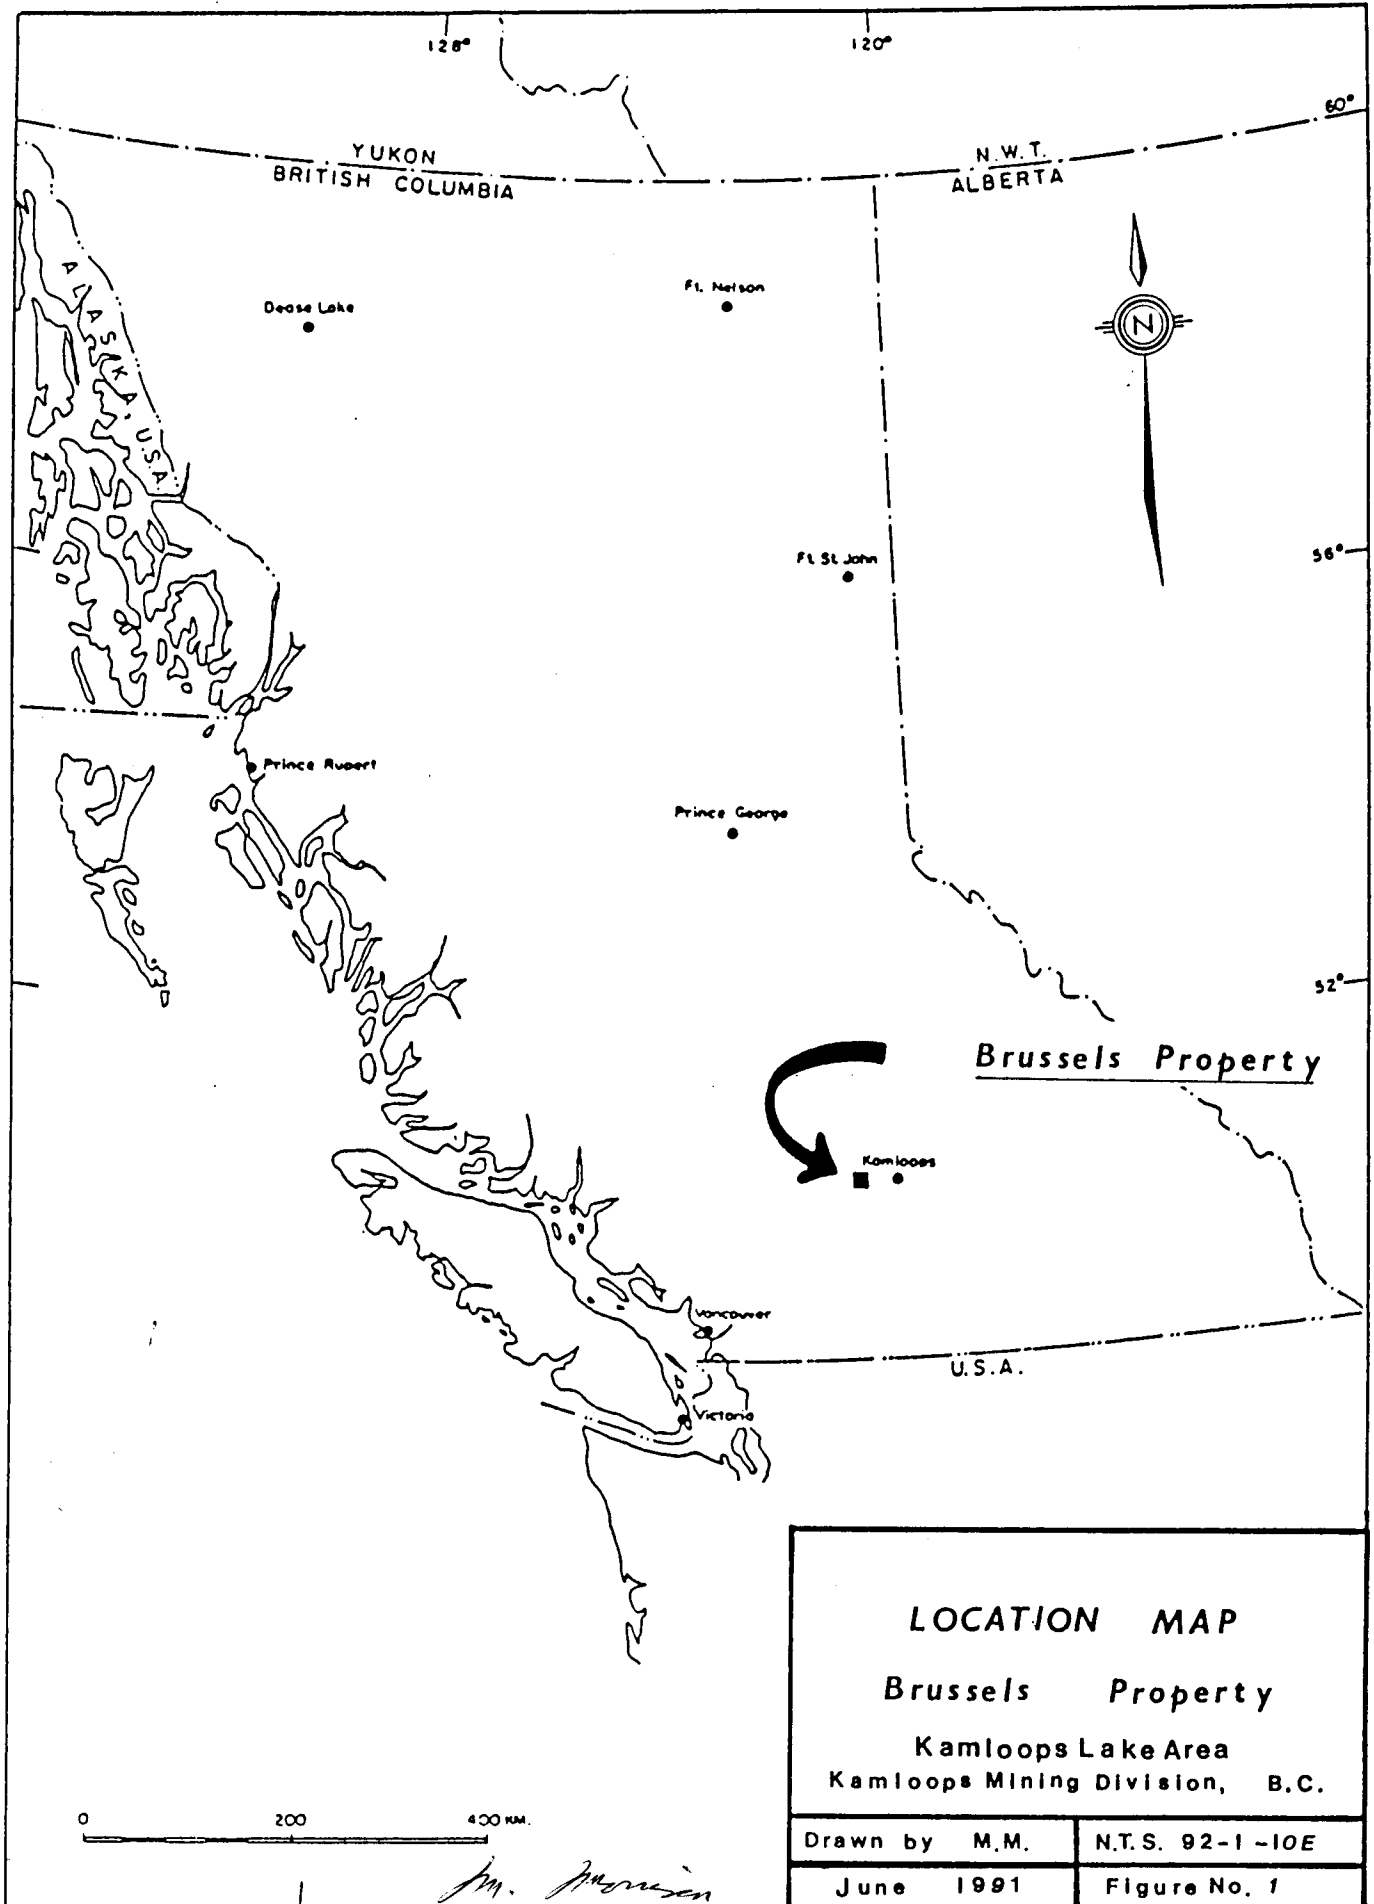 128°
120°
60°
YUKON
BRITISH COLUMBIA
N.W.T.
ALBERTA
ALASKA, USA
Dease Lake
Ft. Nelson
N
Ft. St. John
56°
Prince Rupert
Prince George
52°
Brussels Property
Kamloops
Vancouver
U.S.A.
Victoria
LOCATION MAP
Brussels Property
Kamloops Lake Area
Kamloops Mining Division, B.C.
0 200 400 KM.
Drawn by M.M. N.T.S. 92-I-10E
June 1991 Figure No. 1